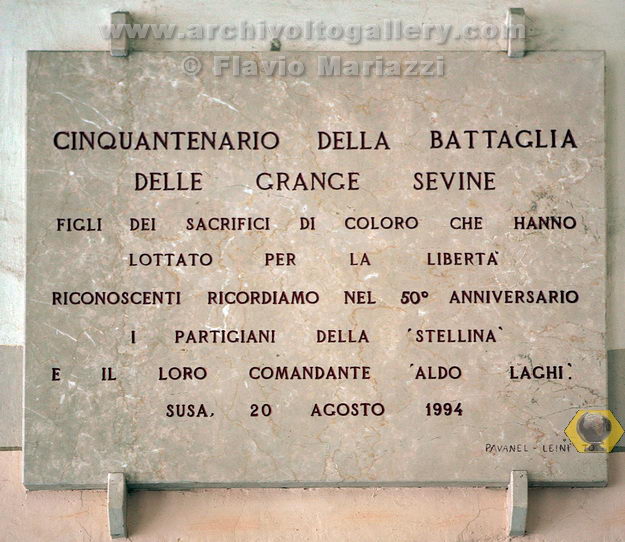 www.archivoltogallery.com
© Flavio Mariazzi
CINQUANTENARIO DELLA BATTAGLIA
DELLE GRANGE SEVINE
FIGLI DEI SACRIFICI DI COLORO CHE HANNO
LOTTATO PER LA LIBERTA'
RICONOSCENTI RICORDIAMO NEL 50° ANNIVERSARIO
I PARTIGIANI DELLA 'STELLINA'
E IL LORO COMANDANTE 'ALDO LAGHI'.
SUSA, 20 AGOSTO 1994
PAVANEL - LEINÌ TO